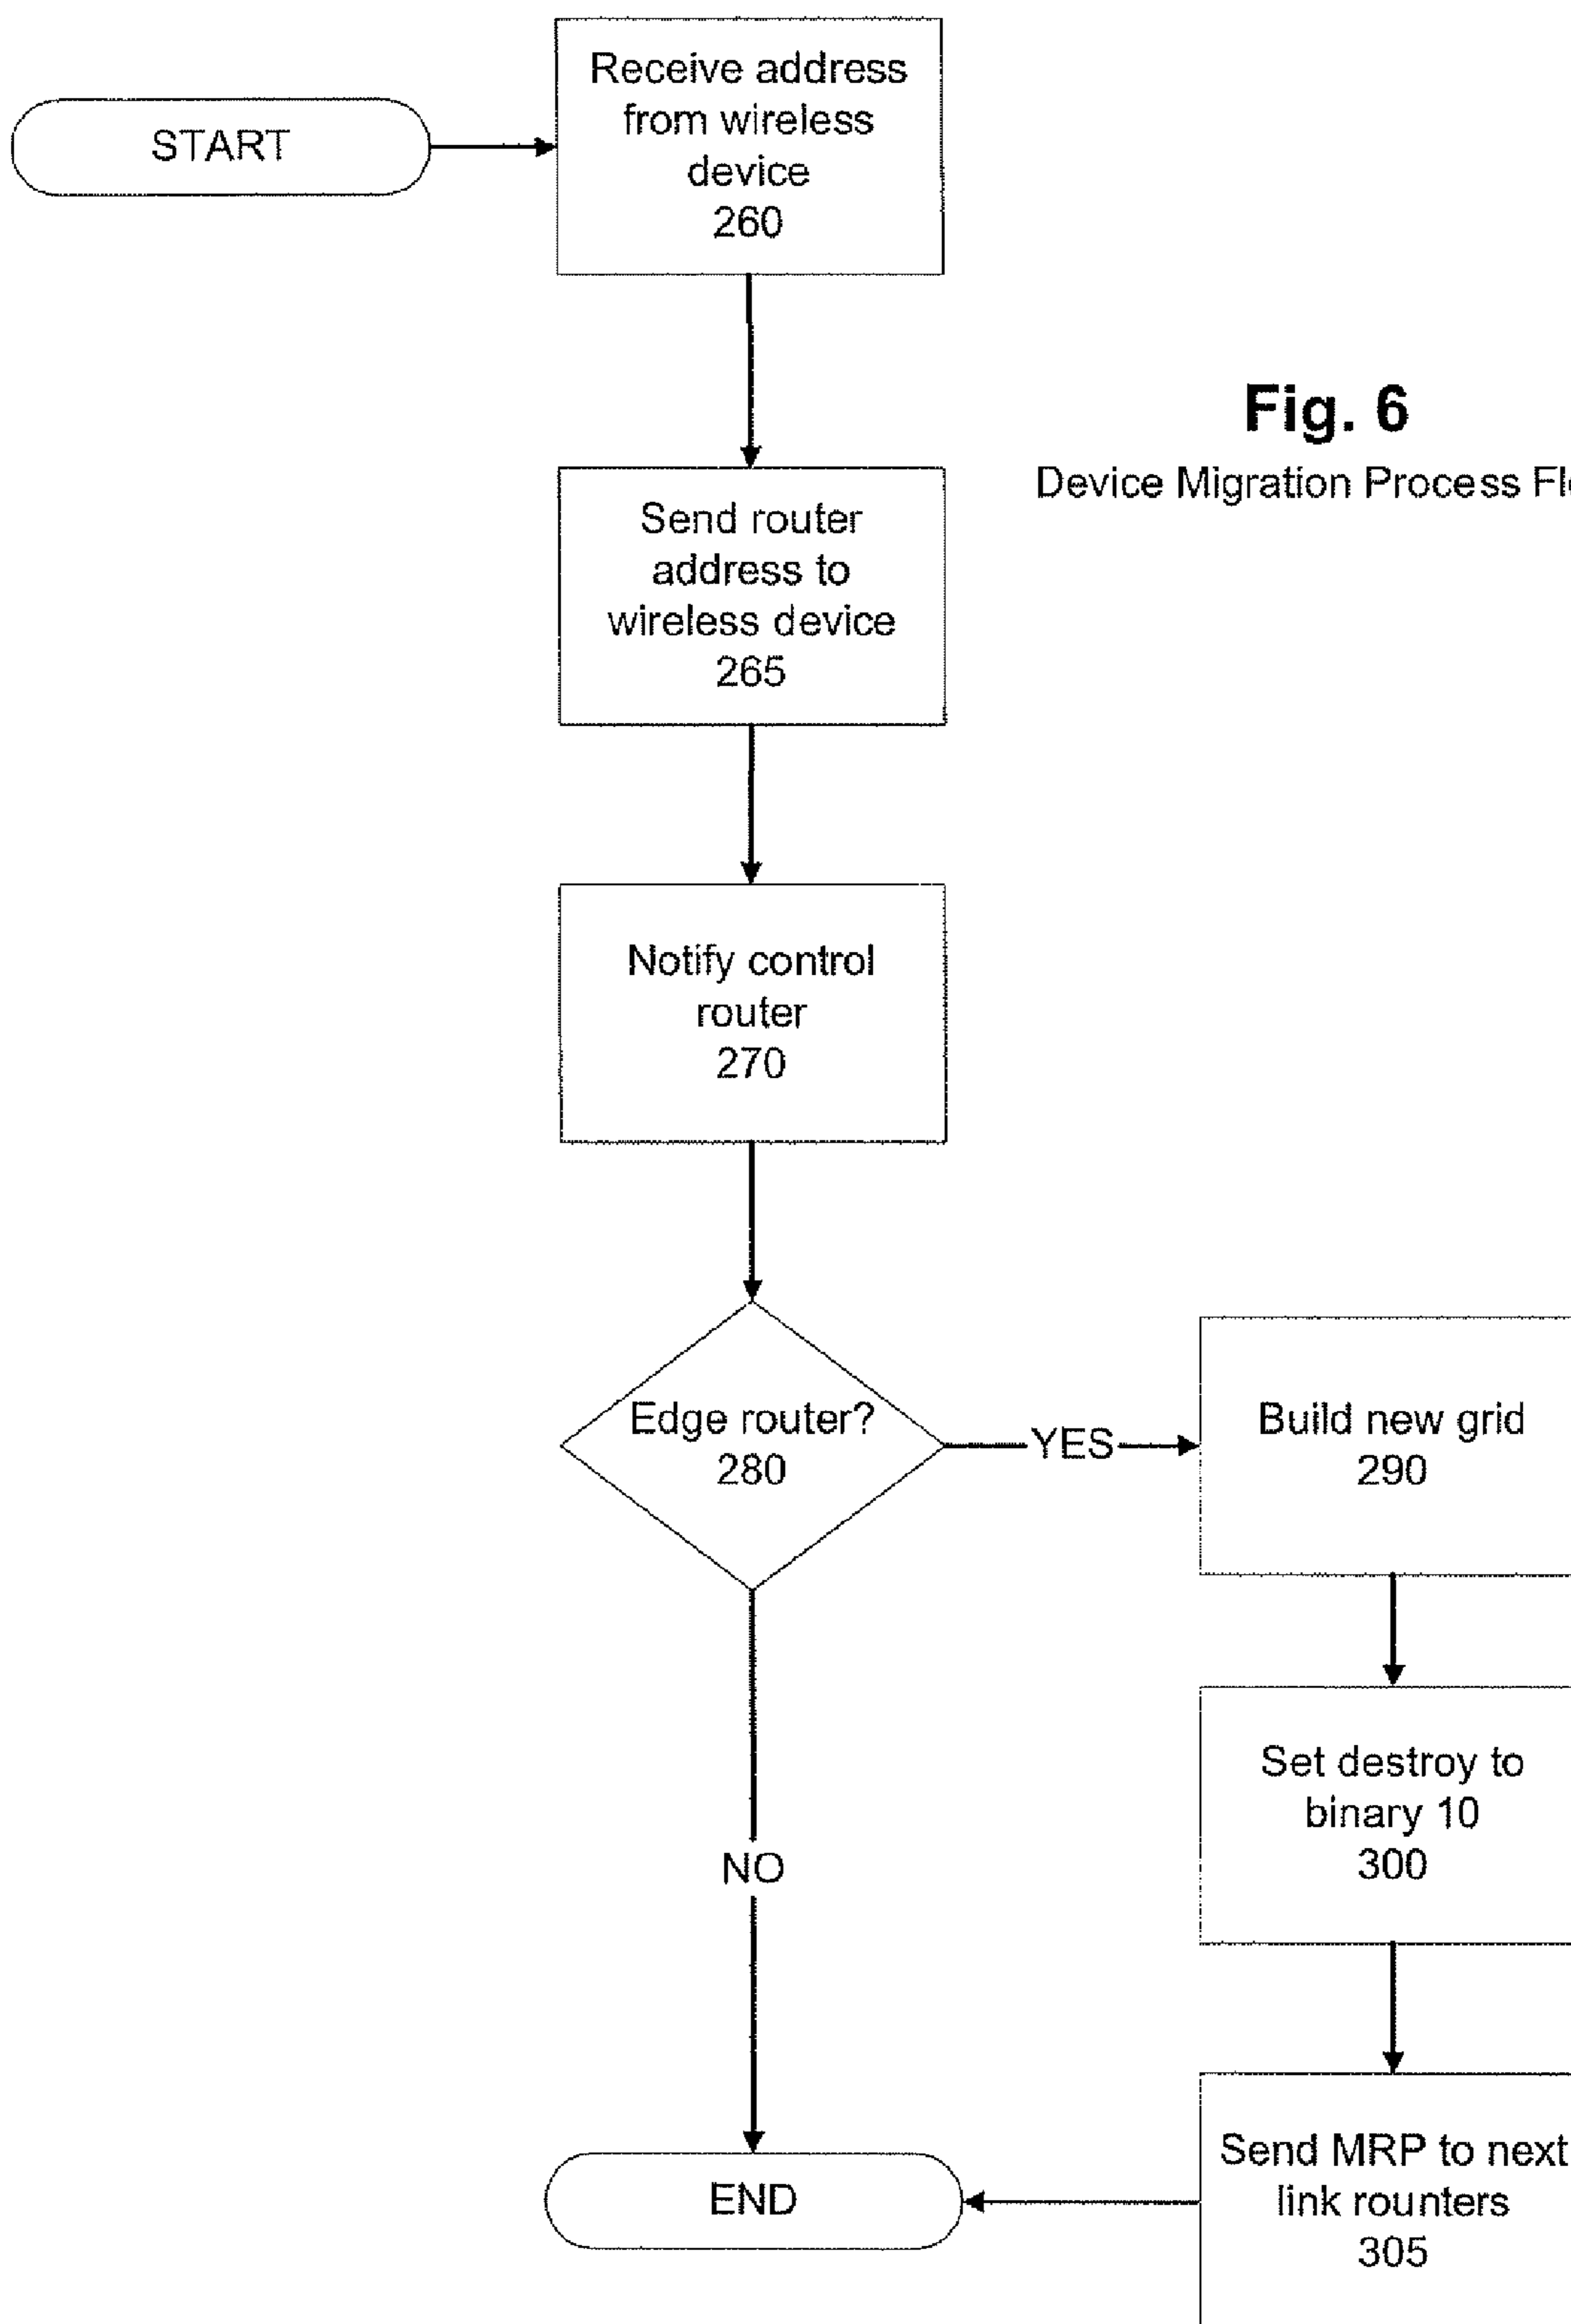 START
Receive address
from wireless
device
260
Fig. 6
Device Migration Process
Send router
address to
wireless device
265
Notify control
router
270
Edge router?
280
YES
Build new grid
290
Set destroy to
binary 10
300
NO
Send MRP to next
link rounters
305
END